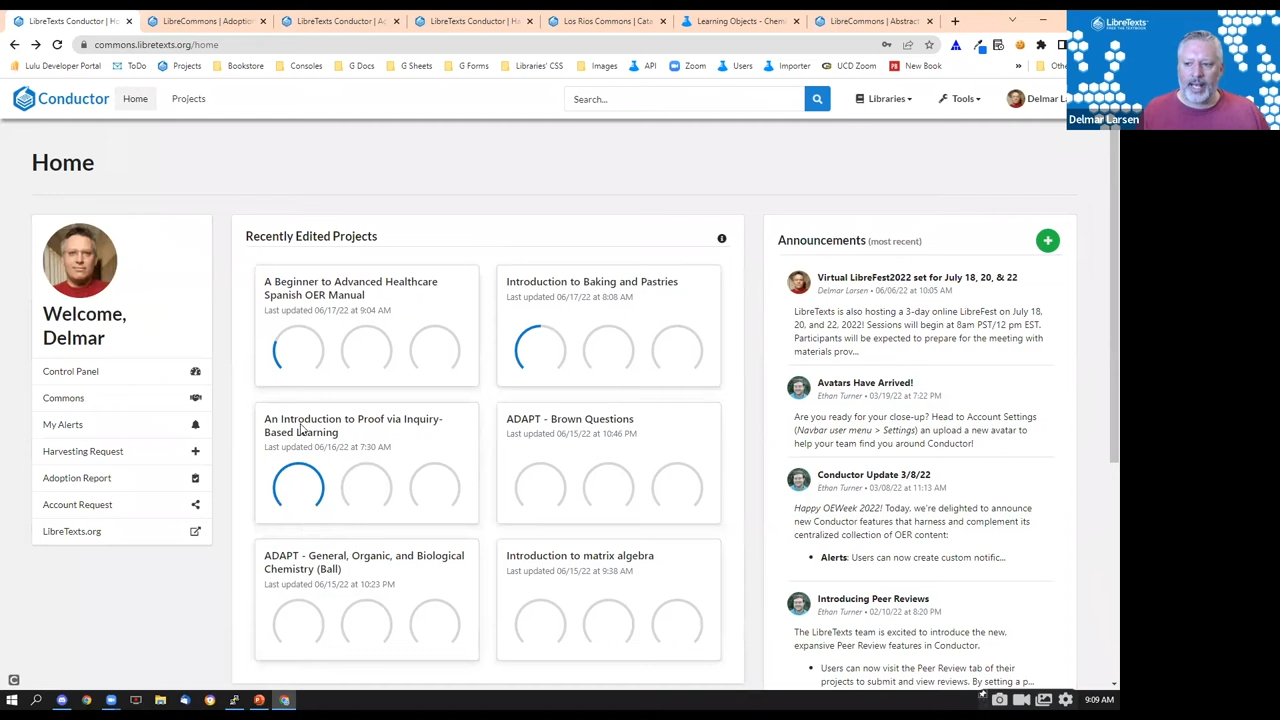 LibreTexts Conductor | Ho
LibreCommons | Adoption
LibreTexts Conductor | Ac
LibreTexts Conductor | Ha
Los Rios Commons | Cata
Learning Objects - Chemi
LibreCommons | Abstract
commons.libretexts.org/home
Lulu Developer Portal
ToDo
Projects
Bookstore
Consoles
G Docs
G Sheets
G Forms
Libraries' CSS
Images
API
Zoom
Users
Importer
UCD Zoom
New Book
Othe
LibreTexts
FREE THE TEXTBOOK
Delmar Larsen
Conductor
Home
Projects
Search...
Libraries
Tools
Delmar La
Home
Welcome,
Delmar
Control Panel
Commons
My Alerts
Harvesting Request
Adoption Report
Account Request
LibreTexts.org
Recently Edited Projects
A Beginner to Advanced Healthcare
Spanish OER Manual
Last updated 06/17/22 at 9:04 AM
Introduction to Baking and Pastries
Last updated 06/17/22 at 8:08 AM
An Introduction to Proof via Inquiry-
Based Learning
Last updated 06/16/22 at 7:30 AM
ADAPT - Brown Questions
Last updated 06/15/22 at 10:46 PM
ADAPT - General, Organic, and Biological
Chemistry (Ball)
Last updated 06/15/22 at 10:23 PM
Introduction to matrix algebra
Last updated 06/15/22 at 9:38 AM
Announcements (most recent)
Virtual LibreFest2022 set for July 18, 20, & 22
Delmar Larsen • 06/06/22 at 10:05 AM
LibreTexts is also hosting a 3-day online LibreFest on July 18,
20, and 22, 2022! Sessions will begin at 8am PST/12 pm EST.
Participants will be expected to prepare for the meeting with
materials prov...
Avatars Have Arrived!
Ethan Turner • 03/19/22 at 7:22 PM
Are you ready for your close-up? Head to Account Settings
(Navbar user menu > Settings) an upload a new avatar to
help your team find you around Conductor!
Conductor Update 3/8/22
Ethan Turner • 03/08/22 at 11:13 AM
Happy OEWeek 2022! Today, we're delighted to announce
new Conductor features that harness and complement its
centralized collection of OER content:
• Alerts: Users can now create custom notific...
Introducing Peer Reviews
Ethan Turner • 02/10/22 at 8:20 PM
The LibreTexts team is excited to introduce the new,
expansive Peer Review features in Conductor.
• Users can now visit the Peer Review tab of their
projects to submit and view reviews. By setting a p...
9:09 AM